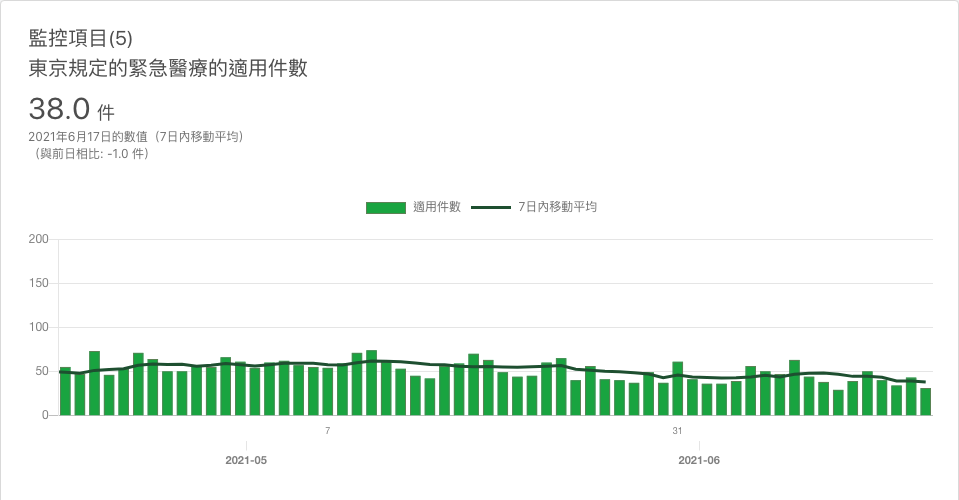 監控項目(5)
東京規定的緊急醫療的適用件數
38.0 件
2021年6月17日的數值（7日內移動平均）
（與前日相比: -1.0 件）
適用件數 7日內移動平均
200
150
100
50
0
7 31
2021-05 2021-06